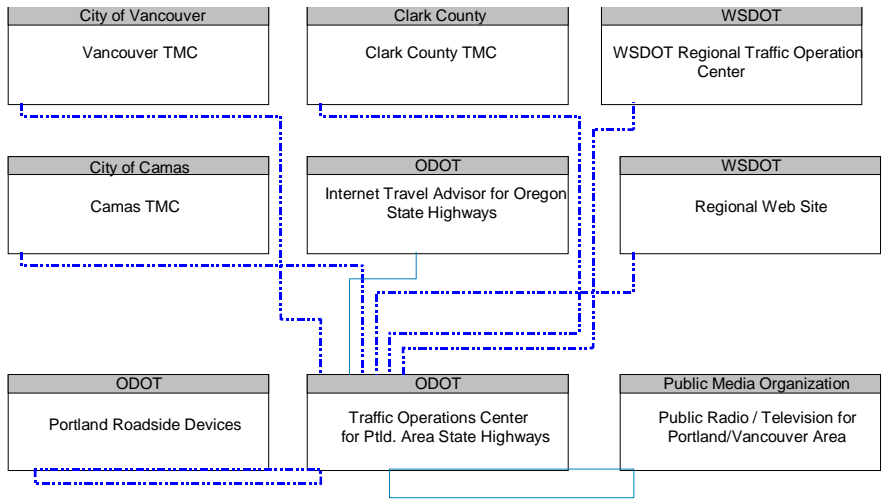 City of Vancouver
Vancouver TMC
Clark County
Clark County TMC
WSDOT
WSDOT Regional Traffic Operation
Center
City of Camas
Camas TMC
ODOT
Internet Travel Advisor for Oregon
State Highways
WSDOT
Regional Web Site
ODOT
Portland Roadside Devices
ODOT
Traffic Operations Center
for Ptld. Area State Highways
Public Media Organization
Public Radio / Television for
Portland/Vancouver Area